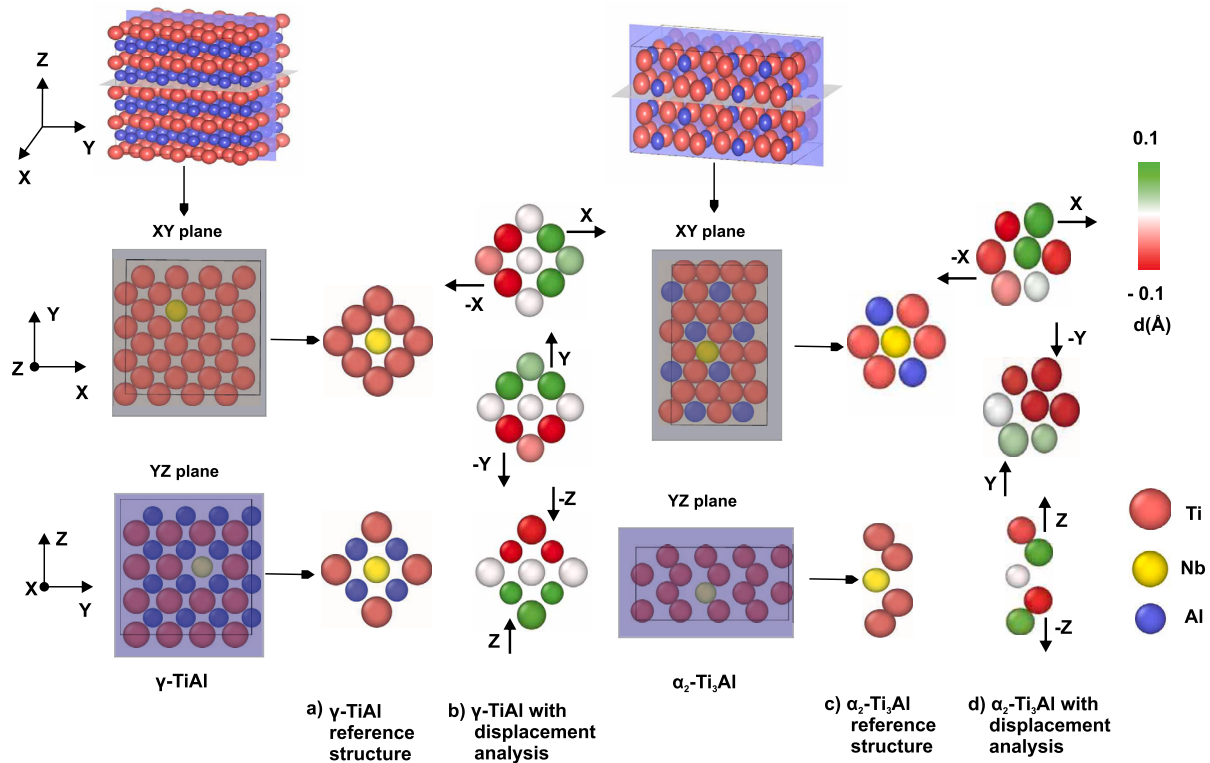 Z
Y
X
XY plane
Y
Z
X
YZ plane
Z
X
Y
γ-TiAl
X
-X
Y
-Y
-Z
Z
a) γ-TiAl
reference
structure
b) γ-TiAl with
displacement
analysis
XY plane
YZ plane
α₂-Ti₃Al
X
-X
-Y
Y
Z
-Z
c) α₂-Ti₃Al
reference
structure
d) α₂-Ti₃Al with
displacement
analysis
0.1
- 0.1
d(Å)
Ti
Nb
Al